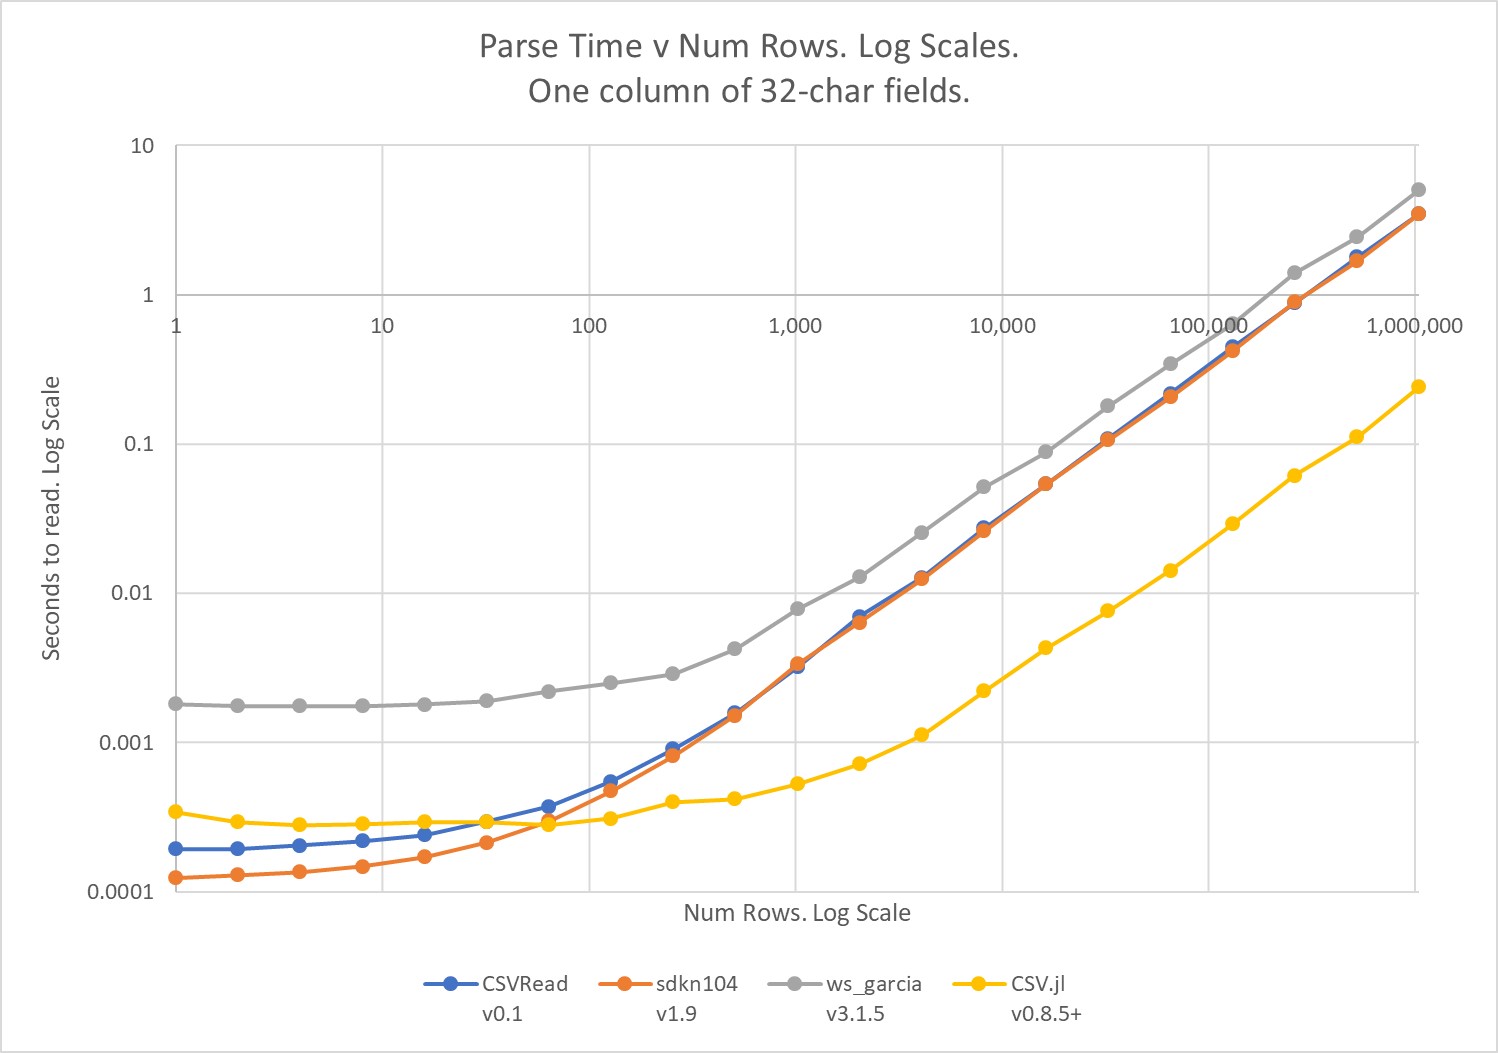 Parse Time v Num Rows. Log Scales.
One column of 32-char fields.
10
1
0.1
0.01
0.001
0.0001
Seconds to read. Log Scale
1 10 100 1,000 10,000 100,000 1,000,000
Num Rows. Log Scale
CSVRead sdkn104 ws_garcia CSV.jl
v0.1 v1.9 v3.1.5 v0.8.5+